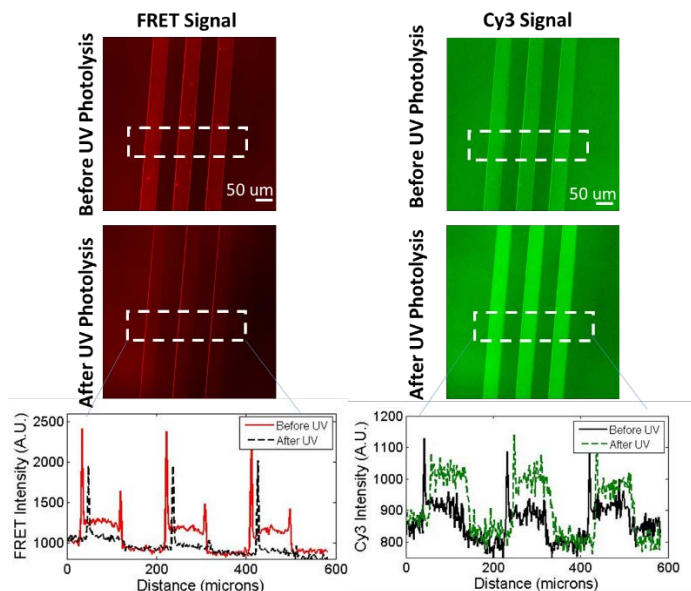 FRET Signal
Cy3 Signal
Before UV Photolysis
50 um
Before UV Photolysis
50 um
After UV Photolysis
After UV Photolysis
FRET Intensity (A.U.)
2500
2000
1500
1000
Before UV
After UV
0
200
400
600
Distance (microns)
Cy3 Intensity (A.U.)
1200
1100
1000
900
800
Before UV
After UV
0
200
400
600
Distance (microns)